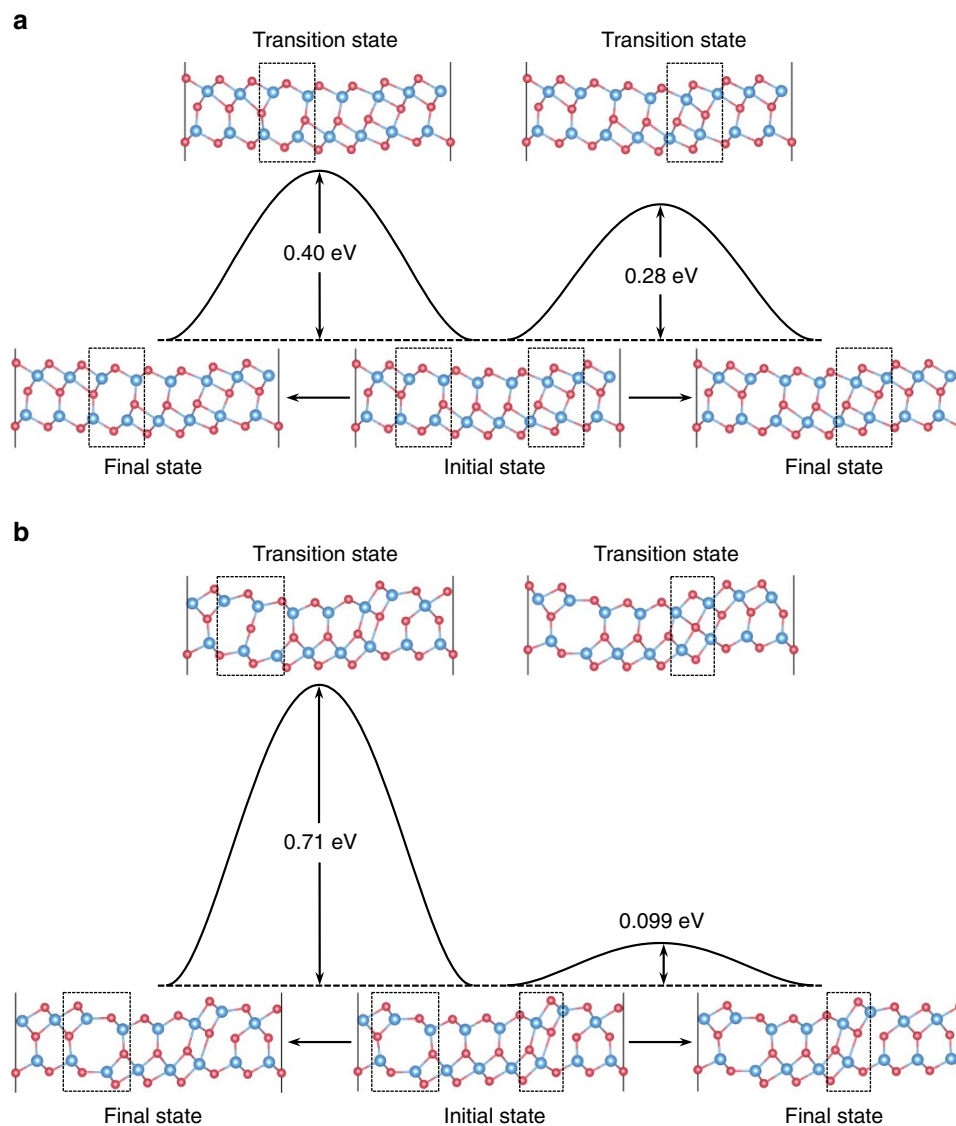 a
Transition state
Transition state
0.40 eV
0.28 eV
Final state
Initial state
Final state
b
Transition state
Transition state
0.71 eV
0.099 eV
Final state
Initial state
Final state